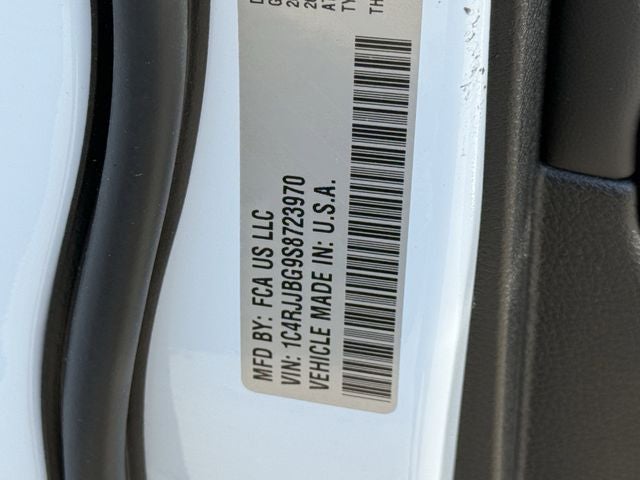 MFD BY: FCA US LLC
VIN: 1C4RJJBG9S8723970
VEHICLE MADE IN: U.S.A.